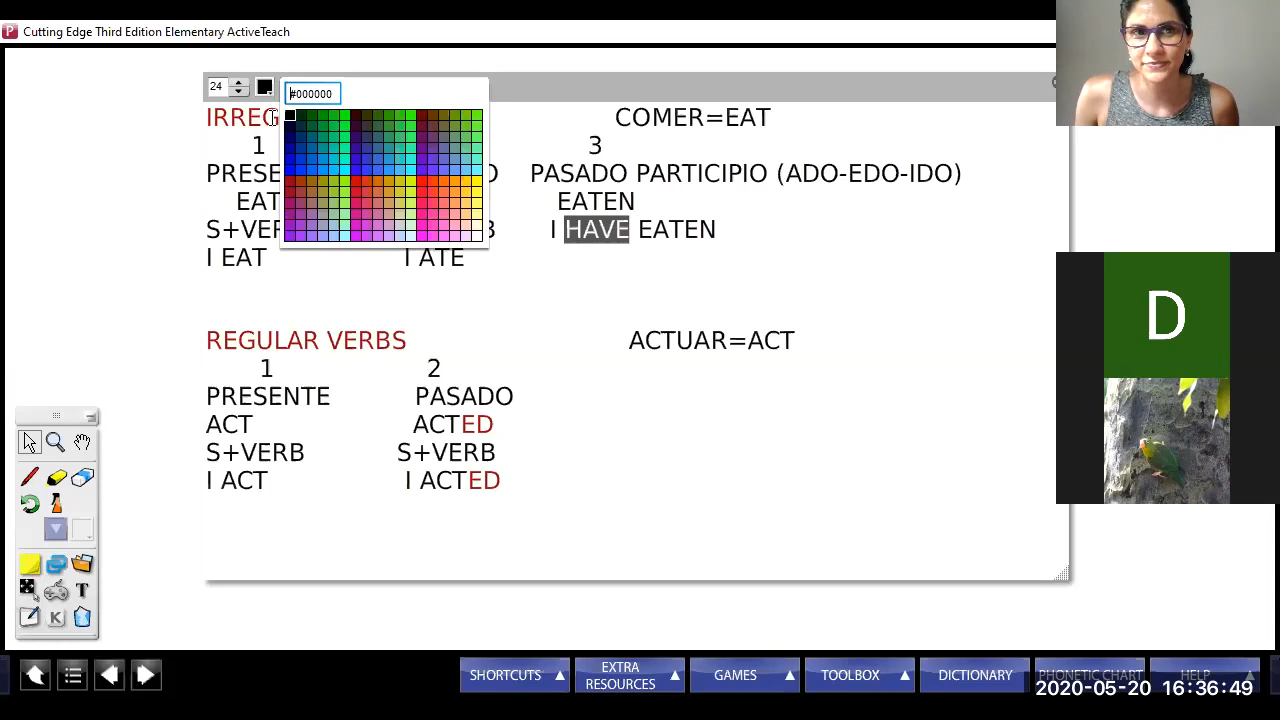 Cutting Edge Third Edition Elementary ActiveTeach
24 #000000
IRREG COMER=EAT
1 3
PRESE O PASADO PARTICIPIO (ADO-EDO-IDO)
EAT EATEN
S+VER B I HAVE EATEN
I EAT I ATE
REGULAR VERBS ACTUAR=ACT
1 2
PRESENTE PASADO
ACT ACTED
S+VERB S+VERB
I ACT I ACTED
D
T
K
SHORTCUTS EXTRA RESOURCES GAMES TOOLBOX DICTIONARY PHONETIC CHART HELP
2020-05-20 16:36:49